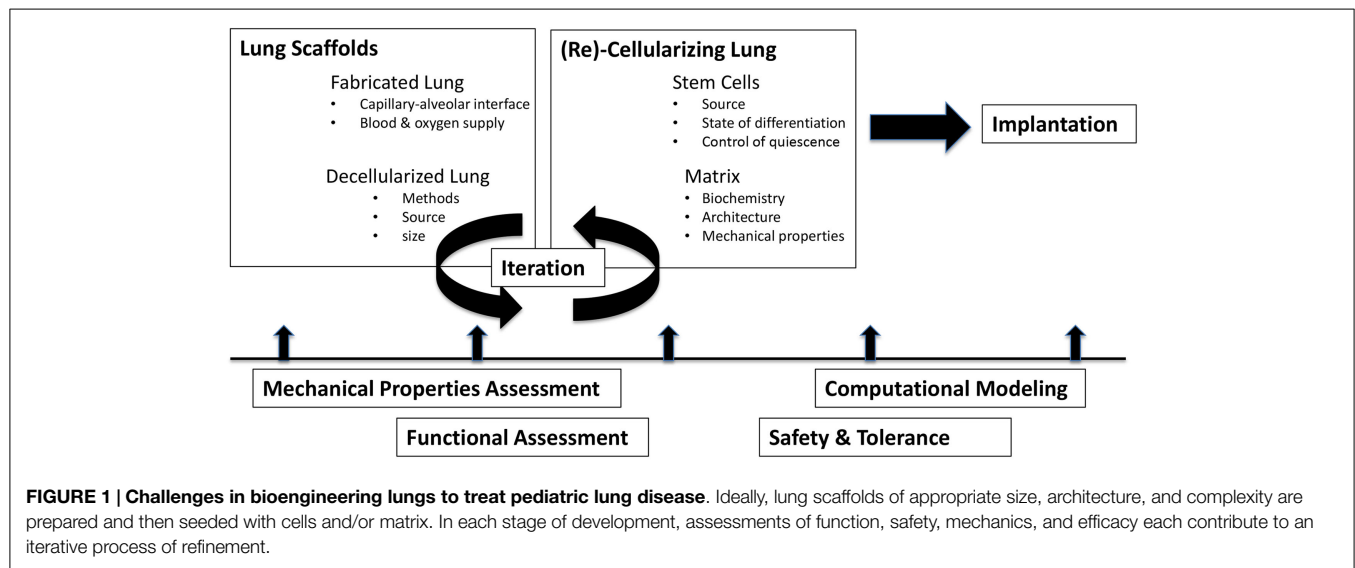 Lung Scaffolds
Fabricated Lung
• Capillary-alveolar interface
• Blood & oxygen supply
Decellularized Lung
• Methods
• Source
• size
(Re)-Cellularizing Lung
Stem Cells
• Source
• State of differentiation
• Control of quiescence
Matrix
• Biochemistry
• Architecture
• Mechanical properties
Implantation
Iteration
Mechanical Properties Assessment
Computational Modeling
Functional Assessment
Safety & Tolerance
FIGURE 1 | Challenges in bioengineering lungs to treat pediatric lung disease. Ideally, lung scaffolds of appropriate size, architecture, and complexity are
prepared and then seeded with cells and/or matrix. In each stage of development, assessments of function, safety, mechanics, and efficacy each contribute to an
iterative process of refinement.